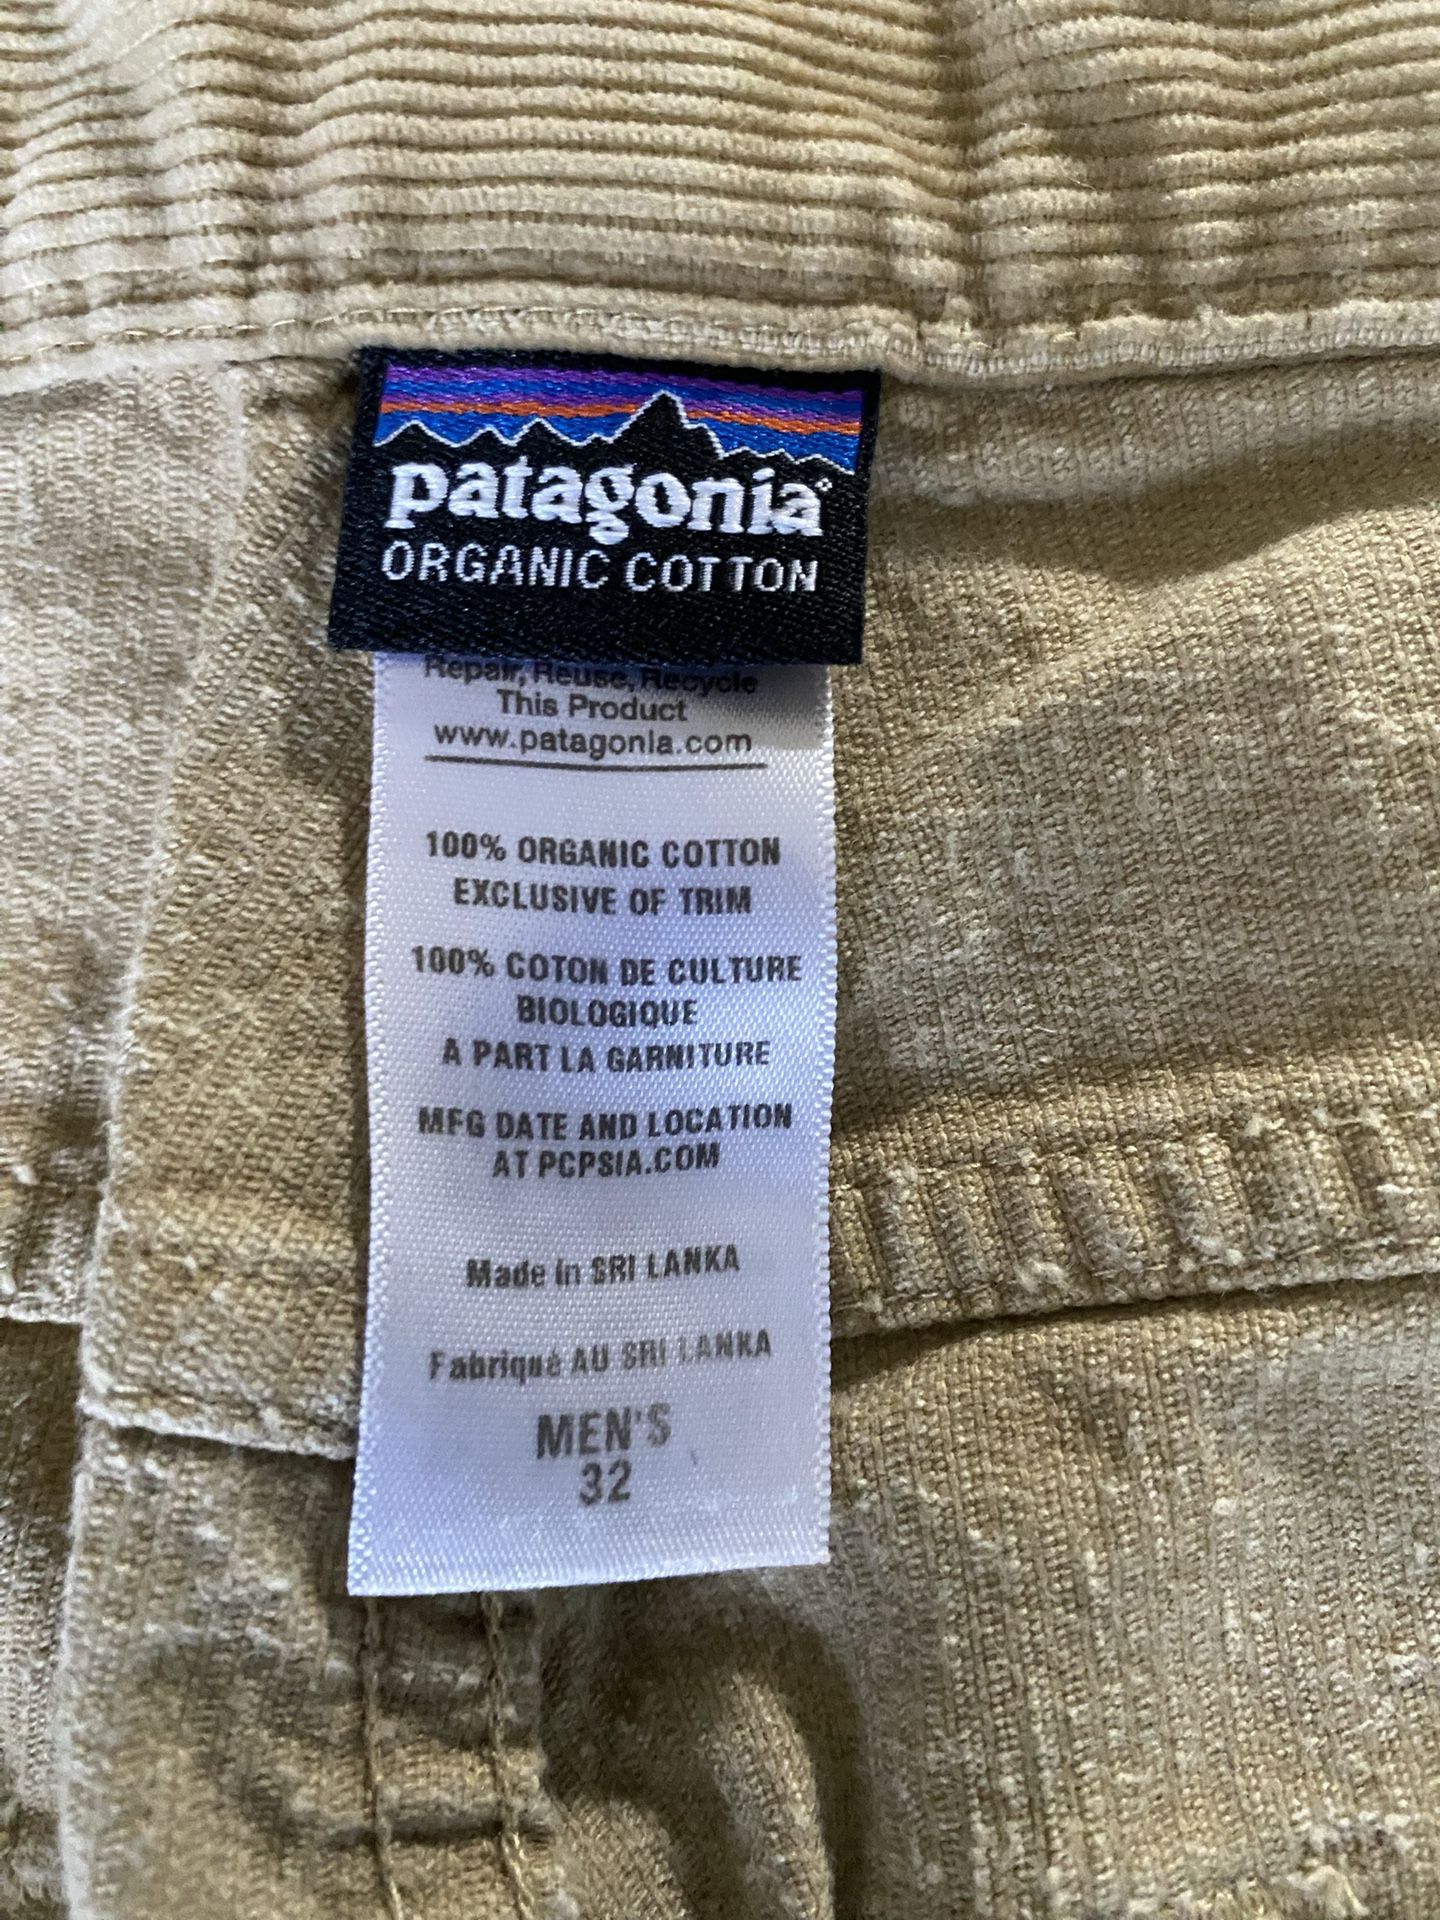 patagonia®
ORGANIC COTTON
Repair, Reuse, Recycle
This Product
www.patagonia.com
100% ORGANIC COTTON
EXCLUSIVE OF TRIM
100% COTON DE CULTURE
BIOLOGIQUE
A PART LA GARNITURE
MFG DATE AND LOCATION
AT PCPSIA.COM
Made in SRI LANKA
Fabriqué AU SRI LANKA
MEN'S
32